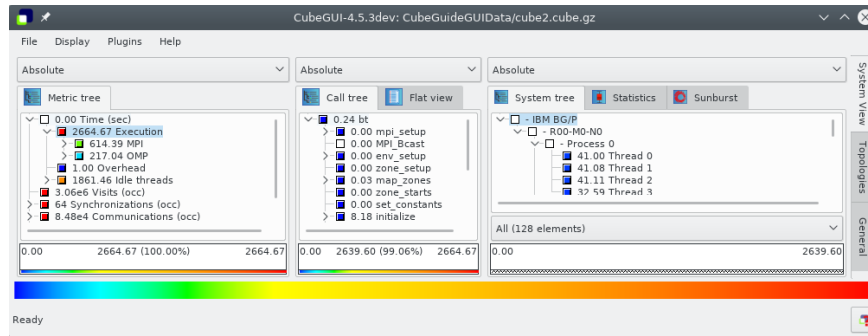 CubeGUI-4.5.3dev: CubeGuideGUIData/cube2.cube.gz
File Display Plugins Help
Absolute
Metric tree
0.00 Time (sec)
2664.67 Execution
614.39 MPI
217.04 OMP
1.00 Overhead
1861.46 Idle threads
3.06e6 Visits (occ)
64 Synchronizations (occ)
8.48e4 Communications (occ)
0.00 2664.67 (100.00%) 2664.67
Absolute
Call tree Flat view
0.24 bt
0.00 mpi_setup
0.00 MPI_Bcast
0.00 env_setup
0.00 zone_setup
0.03 map_zones
0.00 zone_starts
0.00 set_constants
8.18 initialize
0.00 2639.60 (99.06%) 2664.67
Absolute
System tree Statistics Sunburst
- IBM BG/P
- R00-M0-N0
- Process 0
41.00 Thread 0
41.08 Thread 1
41.11 Thread 2
32.59 Thread 3
All (128 elements)
0.00 2639.60
System View
Topologies
General
Ready